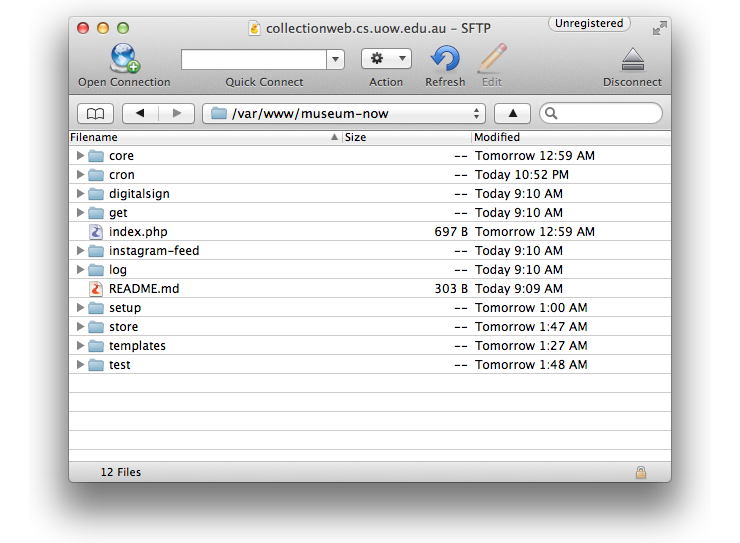 collectionweb.cs.uow.edu.au – SFTP
Unregistered
Open Connection Quick Connect Action Refresh Edit Disconnect
/var/www/museum-now
Filename Size Modified
core -- Tomorrow 12:59 AM
cron -- Today 10:52 PM
digitalsign -- Today 9:10 AM
get -- Today 9:10 AM
index.php 697 B Tomorrow 12:59 AM
instagram-feed -- Today 9:10 AM
log -- Today 9:10 AM
README.md 303 B Today 9:09 AM
setup -- Tomorrow 1:00 AM
store -- Tomorrow 1:47 AM
templates -- Tomorrow 1:27 AM
test -- Tomorrow 1:48 AM
12 Files